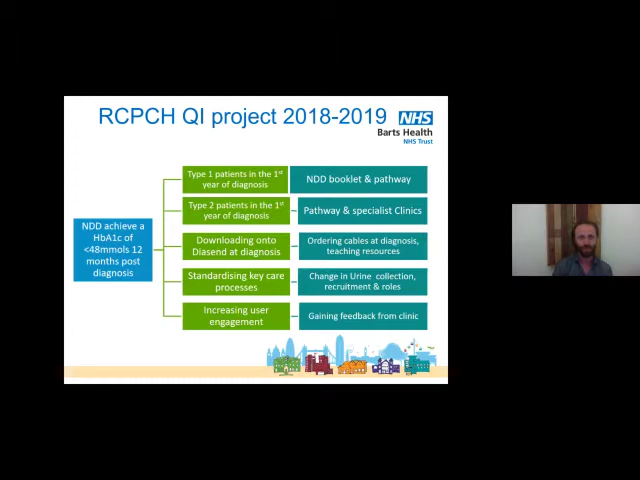 RCPCH QI project 2018-2019
NHS
Barts Health
NHS Trust
NDD achieve a
HbA1c of
<48mmols 12
months post
diagnosis
Type 1 patients in the 1st
year of diagnosis
NDD booklet & pathway
Type 2 patients in the 1st
year of diagnosis
Pathway & specialist Clinics
Downloading onto
Diasend at diagnosis
Ordering cables at diagnosis,
teaching resources
Standardising key care
processes
Change in Urine collection,
recruitment & roles
Increasing user
engagement
Gaining feedback from clinic